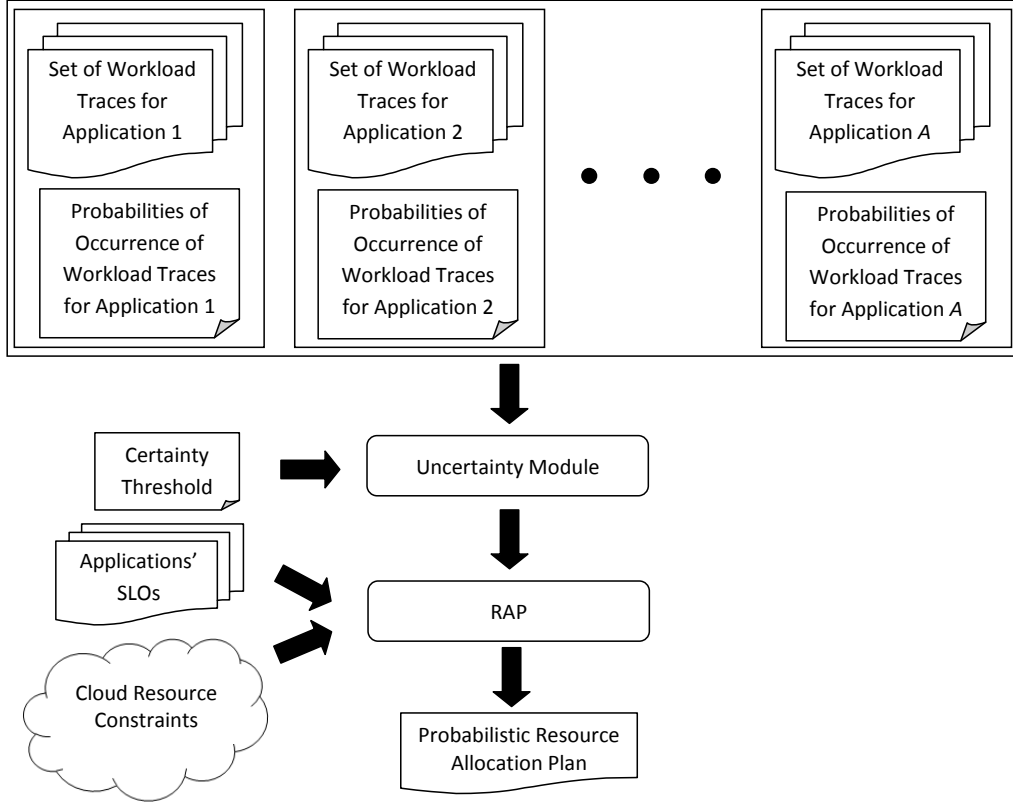 Set of Workload
Traces for
Application 1
Probabilities of
Occurrence of
Workload Traces
for Application 1
Set of Workload
Traces for
Application 2
Probabilities of
Occurrence of
Workload Traces
for Application 2
Set of Workload
Traces for
Application A
Probabilities of
Occurrence of
Workload Traces
for Application A
Certainty
Threshold
Uncertainty Module
Applications’
SLOs
RAP
Cloud Resource
Constraints
Probabilistic Resource
Allocation Plan